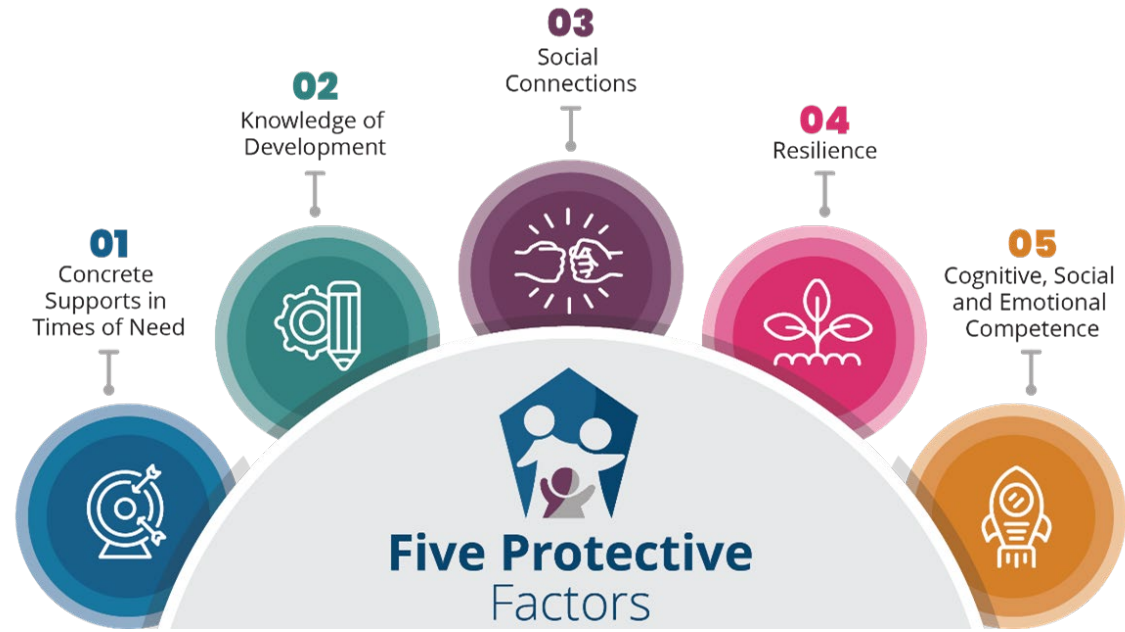 01
Concrete
Supports in
Times of Need
02
Knowledge of
Development
03
Social
Connections
04
Resilience
05
Cognitive, Social
and Emotional
Competence
Five Protective
Factors